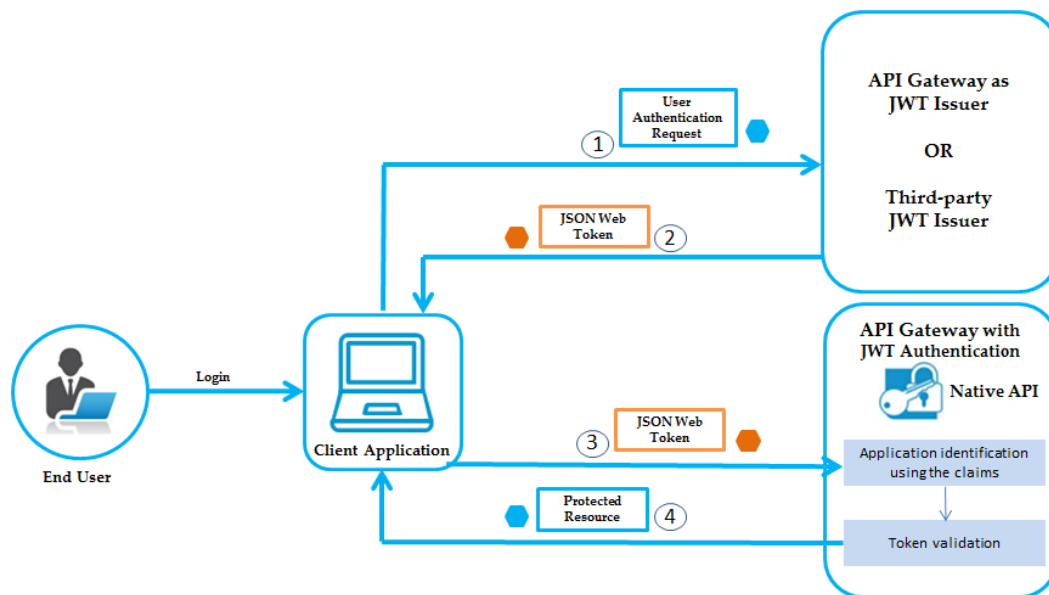 User
Authentication
Request
1
API Gateway as
JWT Issuer
OR
Third-party
JWT Issuer
JSON Web
Token
2
Login
End User
Client Application
API Gateway with
JWT Authentication
Native API
3
JSON Web
Token
Application identification
using the claims
Protected
Resource
4
Token validation